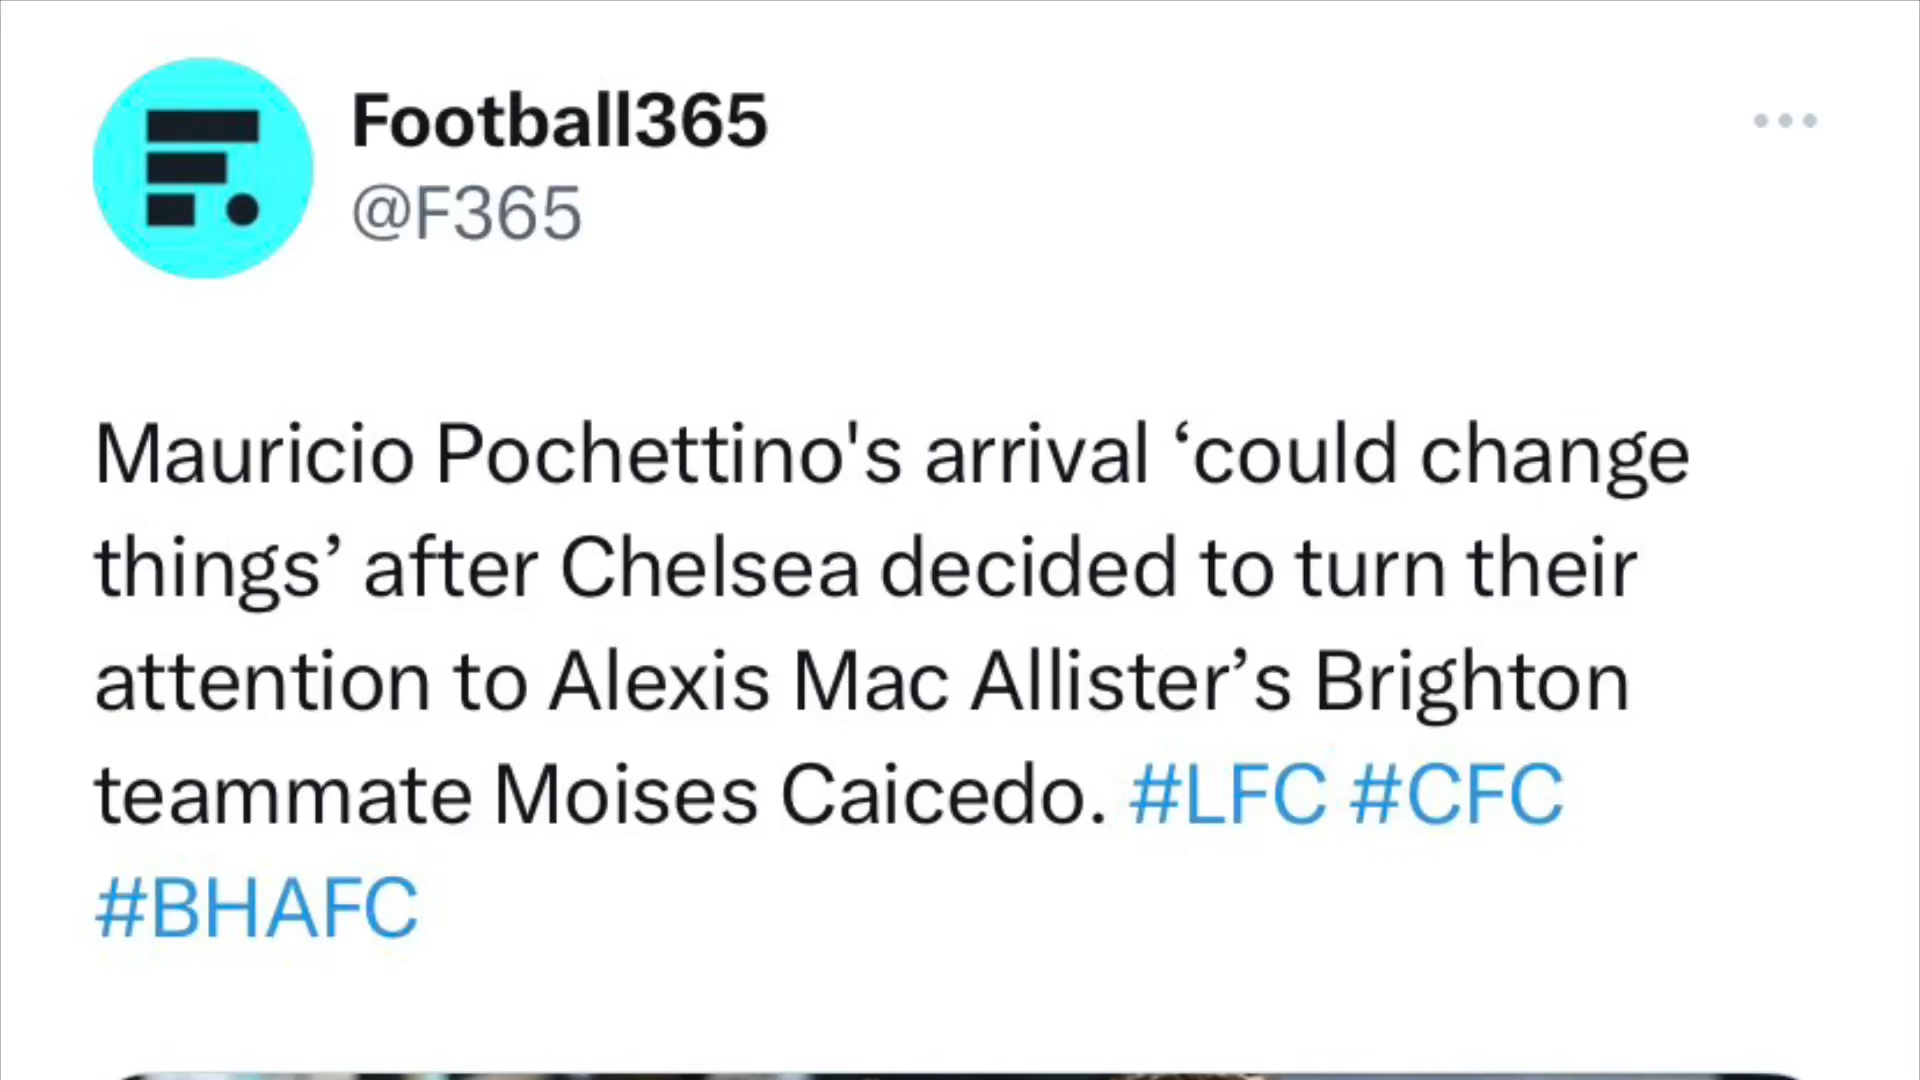 Football365
@F365
Mauricio Pochettino's arrival ‘could change
things’ after Chelsea decided to turn their
attention to Alexis Mac Allister’s Brighton
teammate Moises Caicedo. #LFC #CFC
#BHAFC